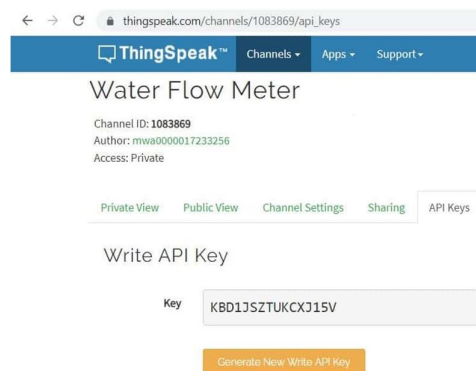 thingspeak.com/channels/1083869/api_keys
ThingSpeak™ Channels Apps Support
Water Flow Meter
Channel ID: 1083869
Author: mwa0000017233256
Access: Private
Private View Public View Channel Settings Sharing API Keys
Write API Key
Key KBD1JSZTUKCXJ15V
Generate New Write API Key